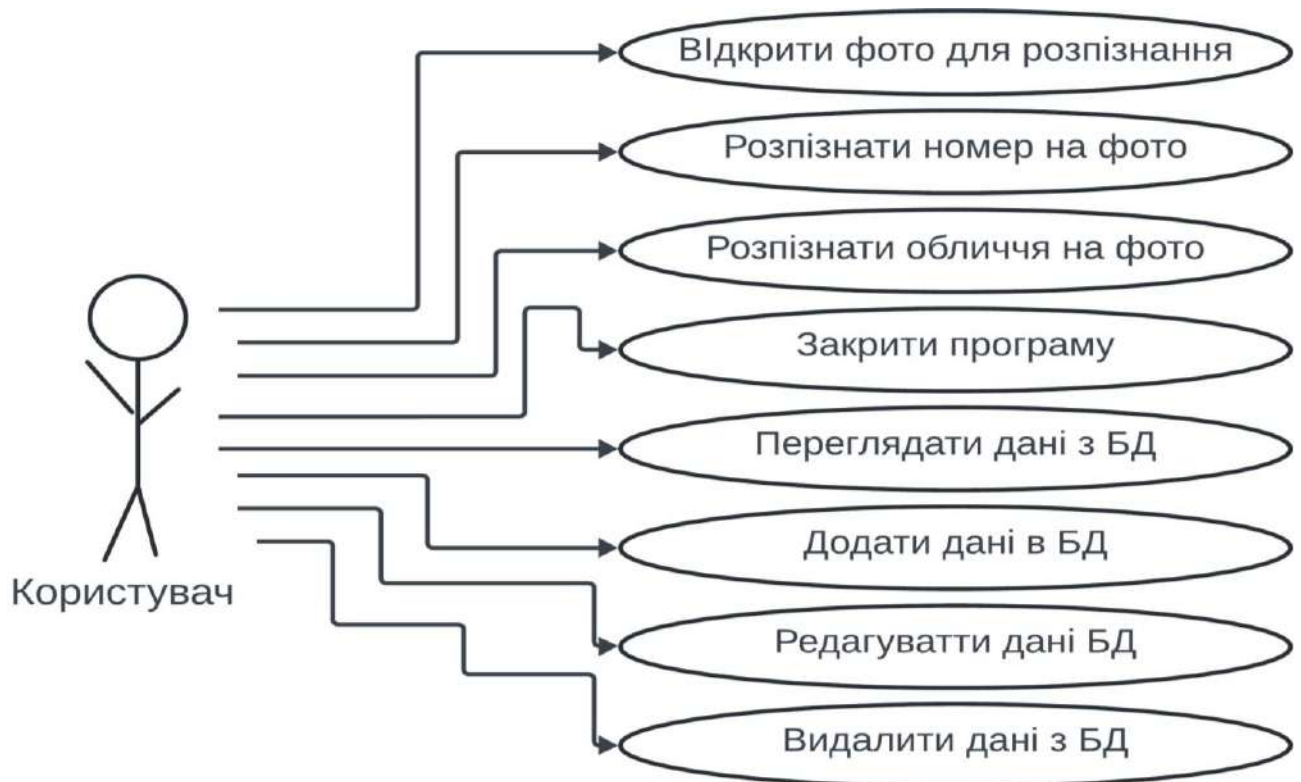 ВІдкрити фото для розпізнання
Розпізнати номер на фото
Розпізнати обличчя на фото
Закрити програму
Переглядати дані з БД
Додати дані в БД
Редагуватти дані БД
Видалити дані з БД
Користувач